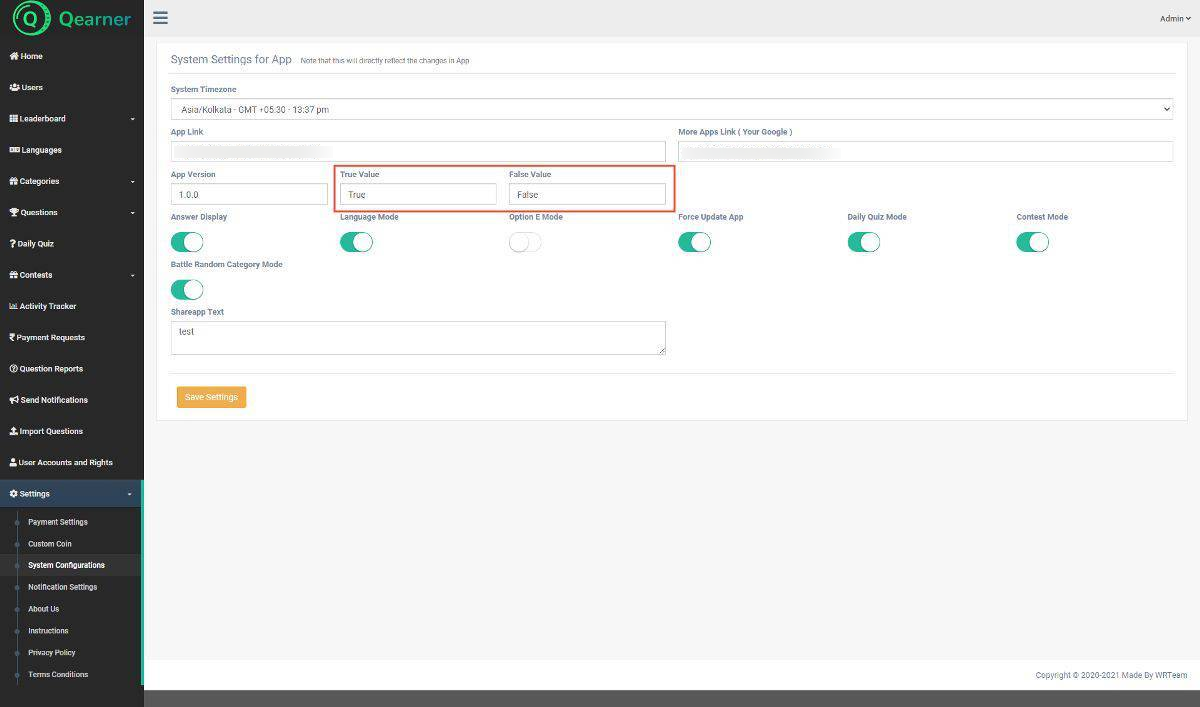 Q Qearner
Admin
Home
Users
Leaderboard
Languages
Categories
Questions
? Daily Quiz
Contests
Activity Tracker
₹ Payment Requests
Question Reports
Send Notifications
Import Questions
User Accounts and Rights
Settings
Payment Settings
Custom Coin
System Configurations
Notification Settings
About Us
Instructions
Privacy Policy
Terms Conditions
System Settings for App Note that this will directly reflect the changes in App
System Timezone
Asia/Kolkata - GMT +05:30 - 13:37 pm
App Link More Apps Link ( Your Google )
App Version True Value False Value
1.0.0 True False
Answer Display Language Mode Option E Mode Force Update App Daily Quiz Mode Contest Mode
Battle Random Category Mode
Shareapp Text
test
Save Settings
Copyright © 2020-2021 Made By WRTeam